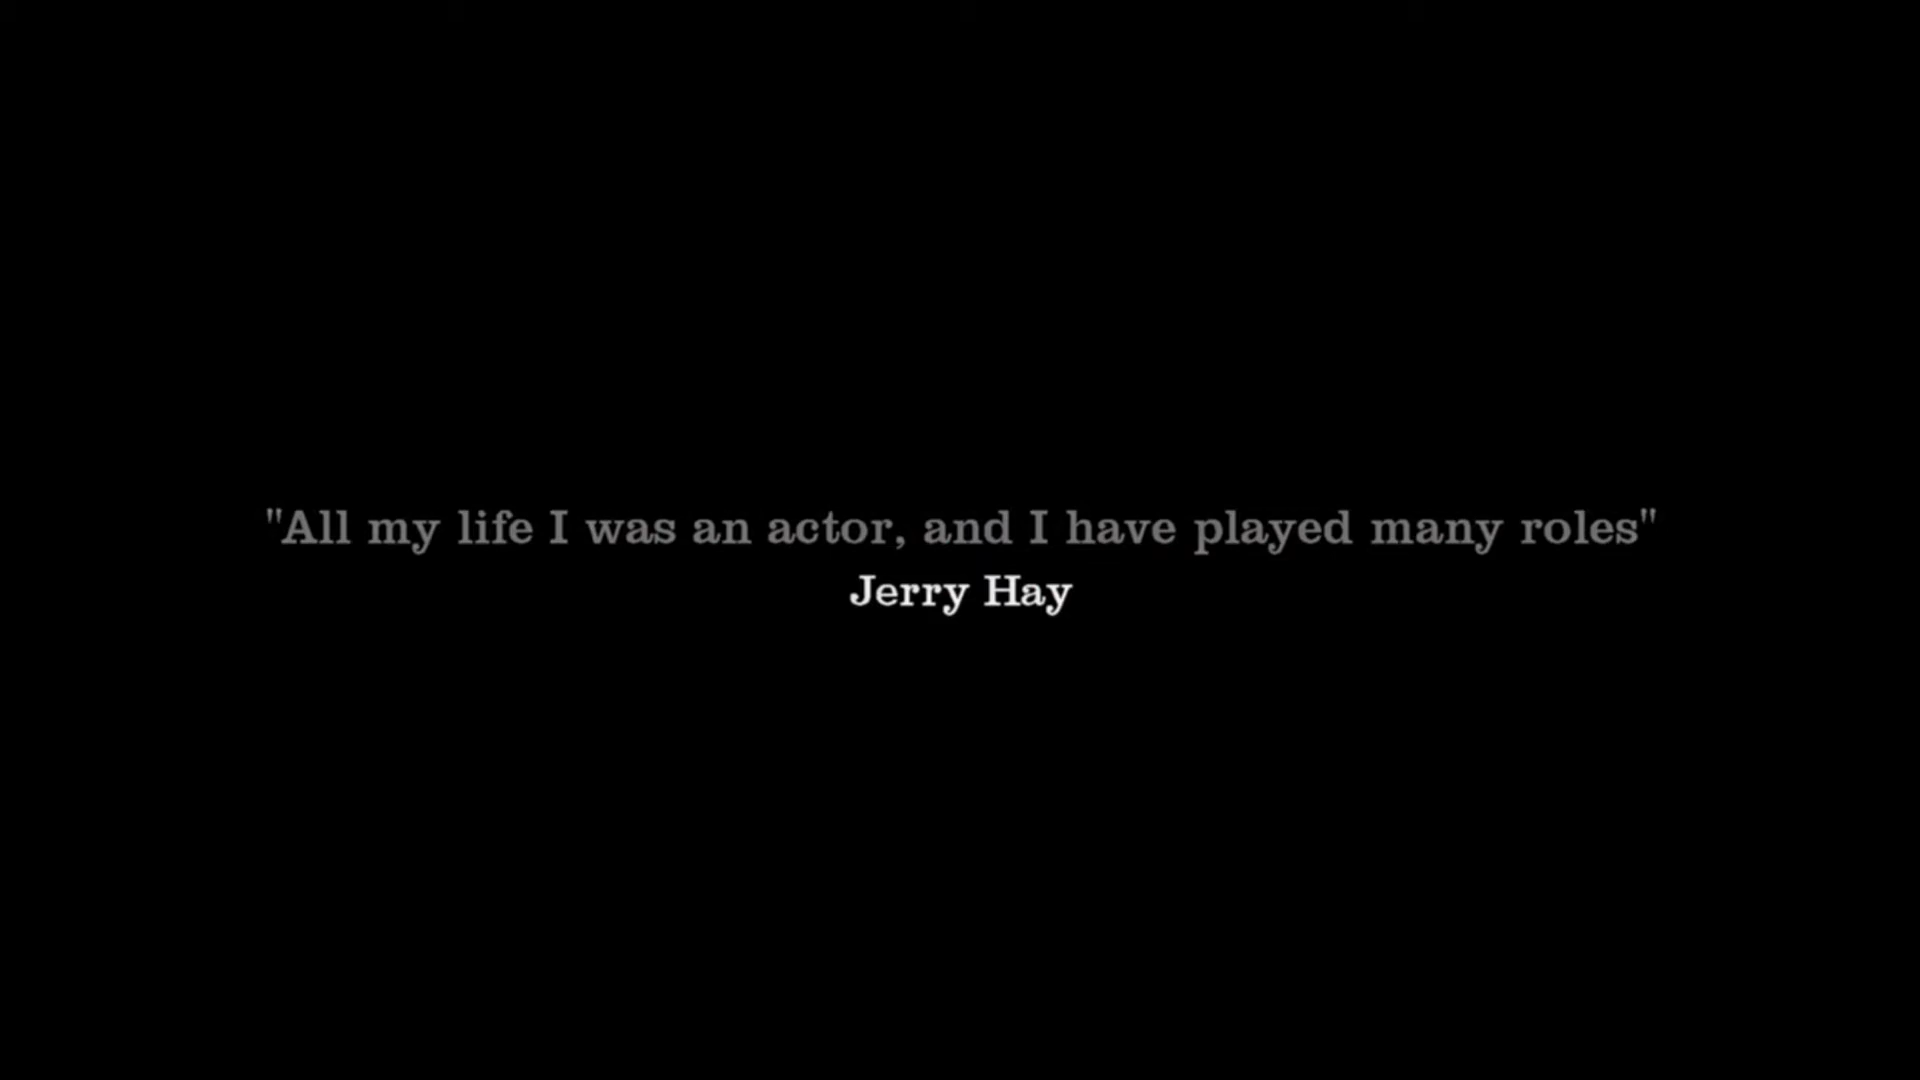 "All my life I was an actor, and I have played many roles"
Jerry Hay